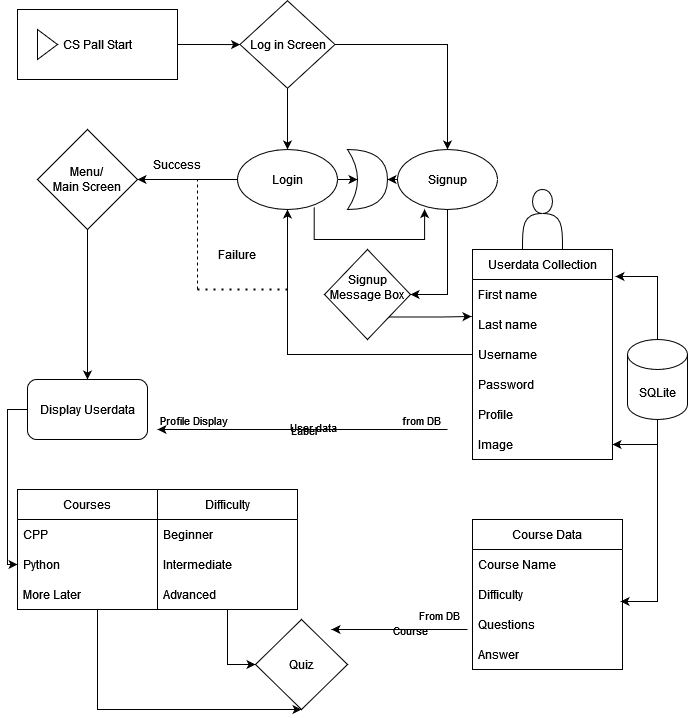 CS Pall Start
Log in Screen
Menu/
Main Screen
Success
Login
Signup
Failure
Signup
Message Box
Userdata Collection
First name
Last name
Username
Password
Profile
Image
SQLite
Display Userdata
Profile Display
User data
Label
from DB
Courses
Difficulty
CPP
Beginner
Python
Intermediate
More Later
Advanced
Course Data
Course Name
Difficulty
Questions
Answer
From DB
Course
Quiz